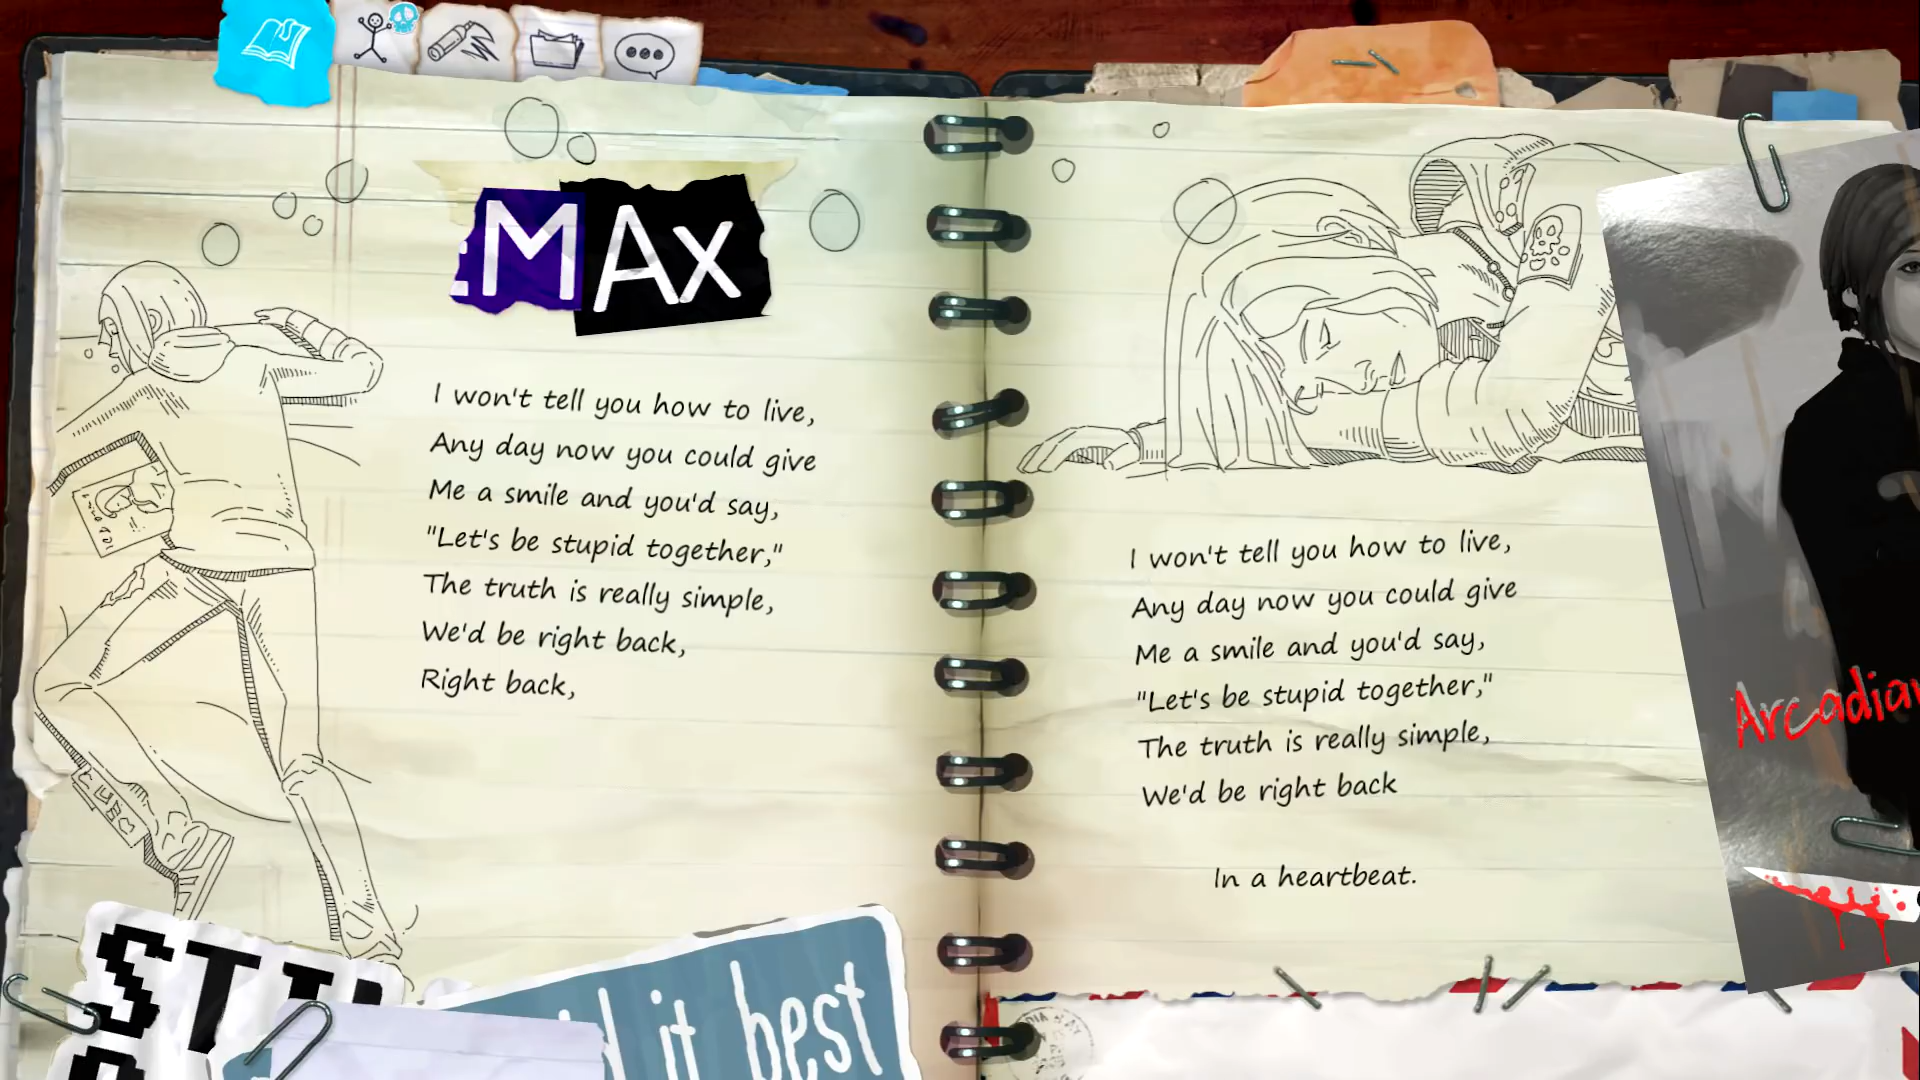 MAx
I won't tell you how to live,
Any day now you could give
Me a smile and you'd say,
"Let's be stupid together,"
The truth is really simple,
We'd be right back,
Right back,
I won't tell you how to live,
Any day now you could give
Me a smile and you'd say,
"Let's be stupid together,"
The truth is really simple,
We'd be right back
In a heartbeat.
it best